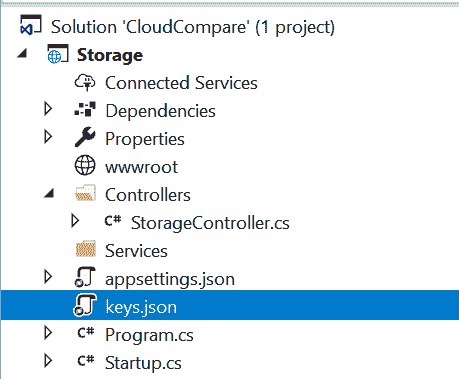 Solution 'CloudCompare' (1 project)
Storage
Connected Services
Dependencies
Properties
wwwroot
Controllers
C# StorageController.cs
Services
appsettings.json
keys.json
C# Program.cs
C# Startup.cs